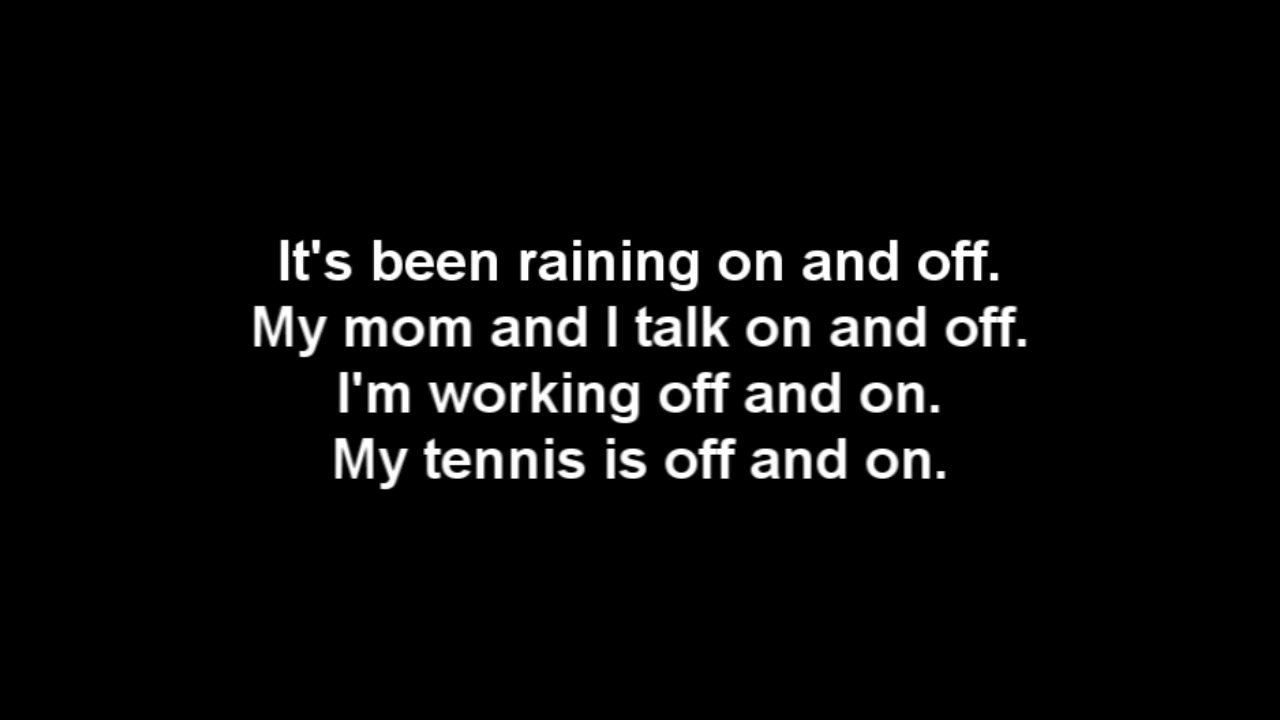 It's been raining on and off.
My mom and I talk on and off.
I'm working off and on.
My tennis is off and on.